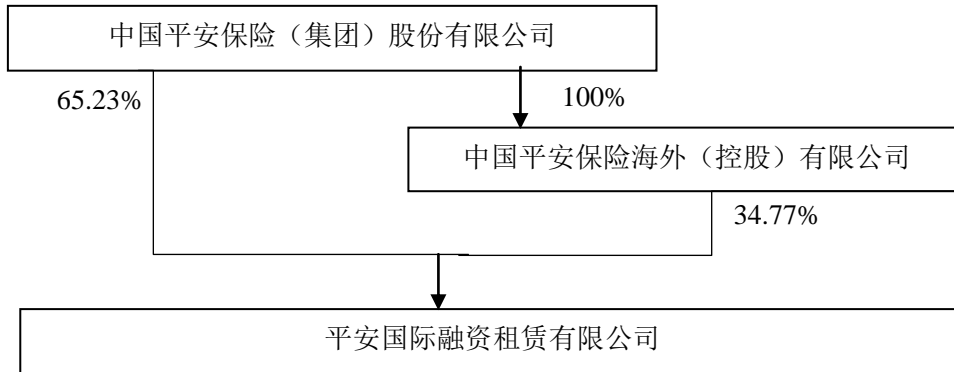 中国平安保险（集团）股份有限公司
65.23%
100%
中国平安保险海外（控股）有限公司
34.77%
平安国际融资租赁有限公司